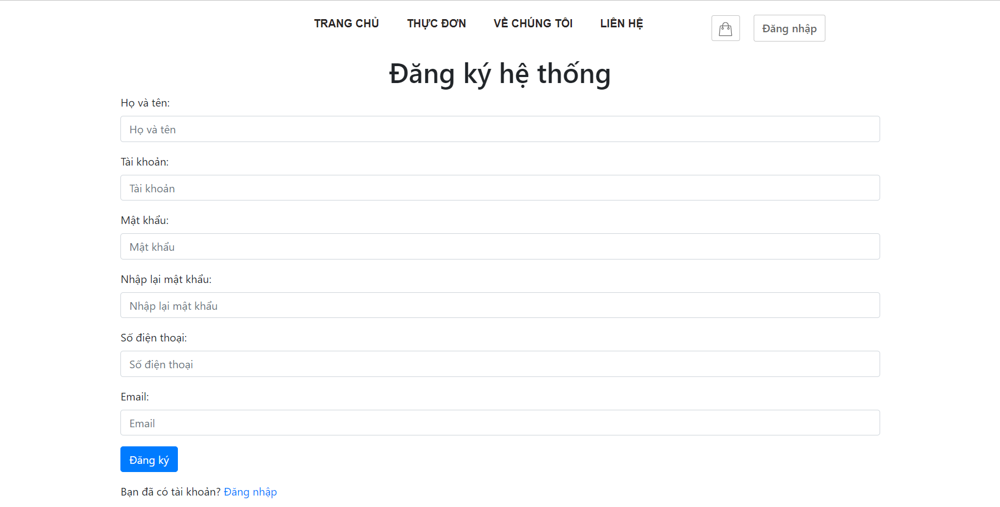 TRANG CHỦ THỰC ĐƠN VỀ CHÚNG TÔI LIÊN HỆ Đăng nhập
Đăng ký hệ thống
Họ và tên:
Họ và tên
Tài khoản:
Tài khoản
Mật khẩu:
Mật khẩu
Nhập lại mật khẩu:
Nhập lại mật khẩu
Số điện thoại:
Số điện thoại
Email:
Email
Đăng ký
Bạn đã có tài khoản? Đăng nhập